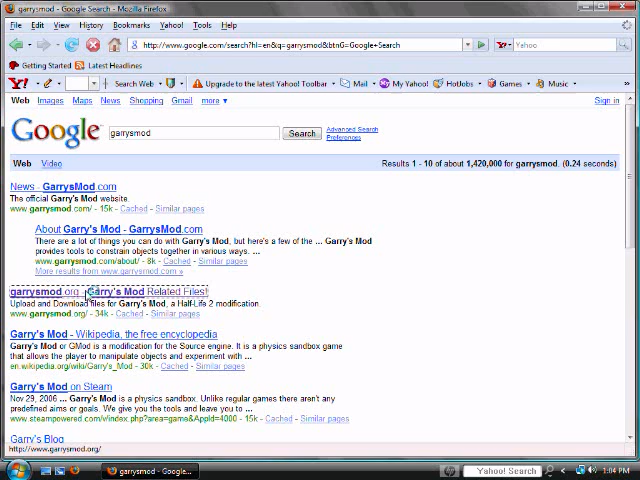 garrysmod - Google Search - Mozilla Firefox
File Edit View History Bookmarks Yahoo! Tools Help
http://www.google.com/search?hl=en&q=garrysmod&btnG=Google+Search
Yahoo
Getting Started Latest Headlines
Y! Search Web Upgrade to the latest Yahoo! Toolbar Mail My Yahoo! HotJobs Games Music
Web Images Maps News Shopping Gmail more ▼ Sign in
Google garrysmod Search Advanced Search
Preferences
Web Video Results 1 - 10 of about 1,420,000 for garrysmod. (0.24 seconds)
News - GarrysMod.com
The official Garry's Mod website.
www.garrysmod.com/ - 15k - Cached - Similar pages
About Garry's Mod - GarrysMod.com
There are a lot of things you can do with Garry's Mod, but here's a few of the ... Garry's Mod
provides tools to constrain objects together in various ways. ...
www.garrysmod.com/about/ - 8k - Cached - Similar pages
More results from www.garrysmod.com »
garrysmod.org - Garry's Mod Related Files!
Upload and Download files for Garry's Mod, a Half-Life 2 modification.
www.garrysmod.org/ - 34k - Cached - Similar pages
Garry's Mod - Wikipedia, the free encyclopedia
Garry's Mod or GMod is a modification for the Source engine. It is a physics sandbox game
that allows the player to manipulate objects and experiment with ...
en.wikipedia.org/wiki/Garry's_Mod - 30k - Cached - Similar pages
Garry's Mod on Steam
Nov 29, 2006 ... Garry's Mod is a physics sandbox. Unlike regular games there aren't any
predefined aims or goals. We give you the tools and leave you to ...
www.steampowered.com/v/index.php?area=game&AppId=4000 - 15k - Cached - Similar pages
Garry's Blog
http://www.garrysmod.org/
garrysmod - Google... hp Yahoo! Search 1:04 PM